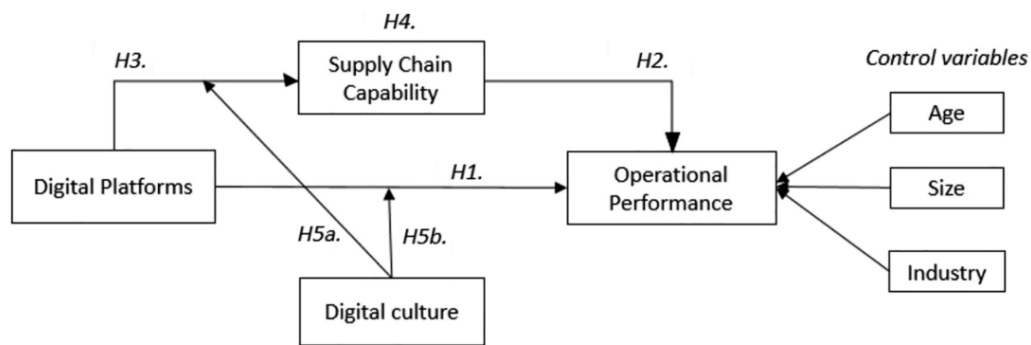 H4.
H3.
Supply Chain
Capability
H2.
Control variables
Age
Digital Platforms
H1.
Operational
Performance
Size
H5a.
H5b.
Digital culture
Industry